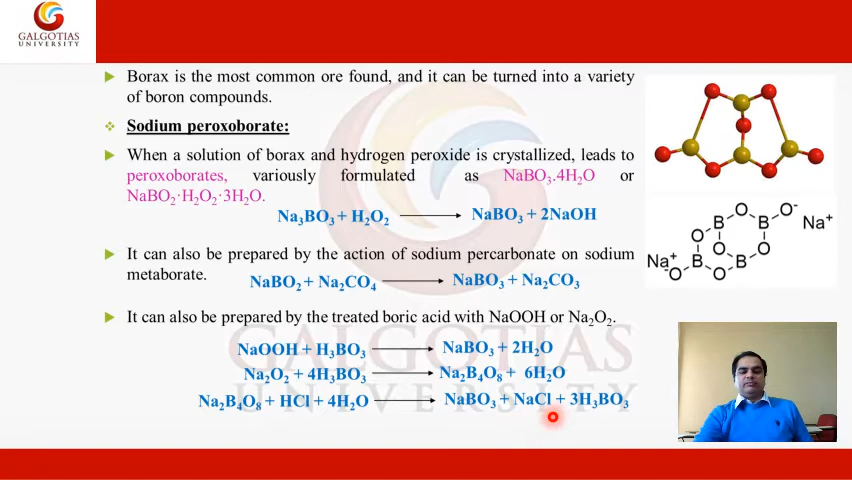 GALGOTIAS
UNIVERSITY
Borax is the most common ore found, and it can be turned into a variety
of boron compounds.
Sodium peroxoborate:
When a solution of borax and hydrogen peroxide is crystallized, leads to
peroxoborates, variously formulated as NaBO₃.4H₂O or
NaBO₂·H₂O₂·3H₂O.
Na₃BO₃ + H₂O₂ ⟶ NaBO₃ + 2NaOH
It can also be prepared by the action of sodium percarbonate on sodium
metaborate.
NaBO₂ + Na₂CO₄ ⟶ NaBO₃ + Na₂CO₃
It can also be prepared by the treated boric acid with NaOOH or Na₂O₂.
NaOOH + H₃BO₃ ⟶ NaBO₃ + 2H₂O
Na₂O₂ + 4H₃BO₃ ⟶ Na₂B₄O₈ + 6H₂O
Na₂B₄O₈ + HCl + 4H₂O ⟶ NaBO₃ + NaCl + 3H₃BO₃
O O⁻
B B Na⁺
O O O
Na⁺ B B
⁻O O
GALGOTIAS
UNIVERSITY